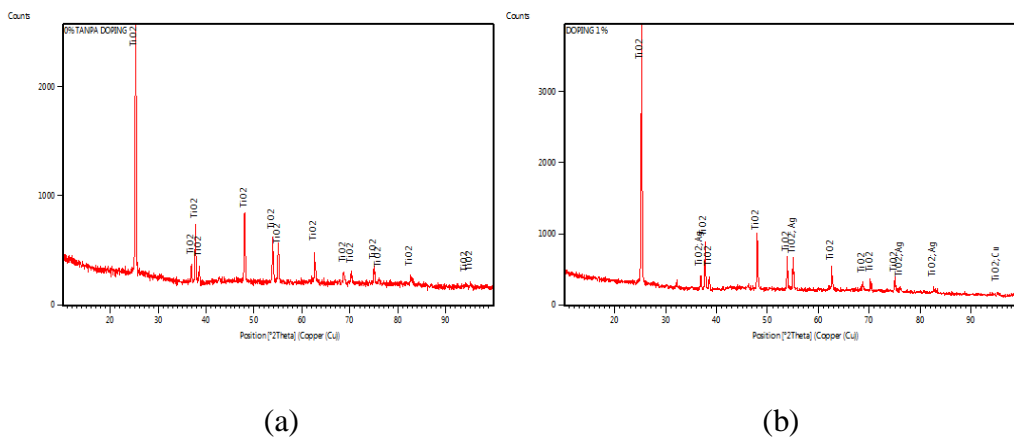 Counts
0% TANPA DOPING
TiO2
2000
1000
0
TiO2
TiO2
TiO2
TiO2
TiO2
TiO2
TiO2
TiO2
TiO2
TiO2
TiO2
TiO2
TiO2
TiO2
20 30 40 50 60 70 80 90
Position [°2Theta] (Copper (Cu))
(a)
Counts
DOPING 1%
TiO2
3000
2000
1000
0
TiO2, Ag
TiO2
TiO2
TiO2
TiO2
TiO2, Ag
TiO2
TiO2
TiO2
TiO2
TiO2, Ag
TiO2, Ag
TiO2, Cu
20 30 40 50 60 70 80 90
Position [°2Theta] (Copper (Cu))
(b)